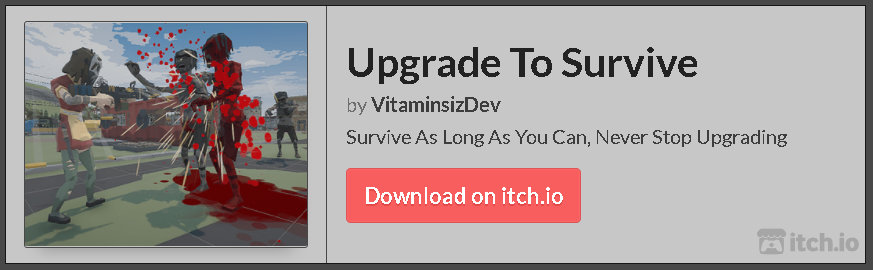 Upgrade To Survive
by VitaminsizDev
Survive As Long As You Can, Never Stop Upgrading
Download on itch.io
itch.io